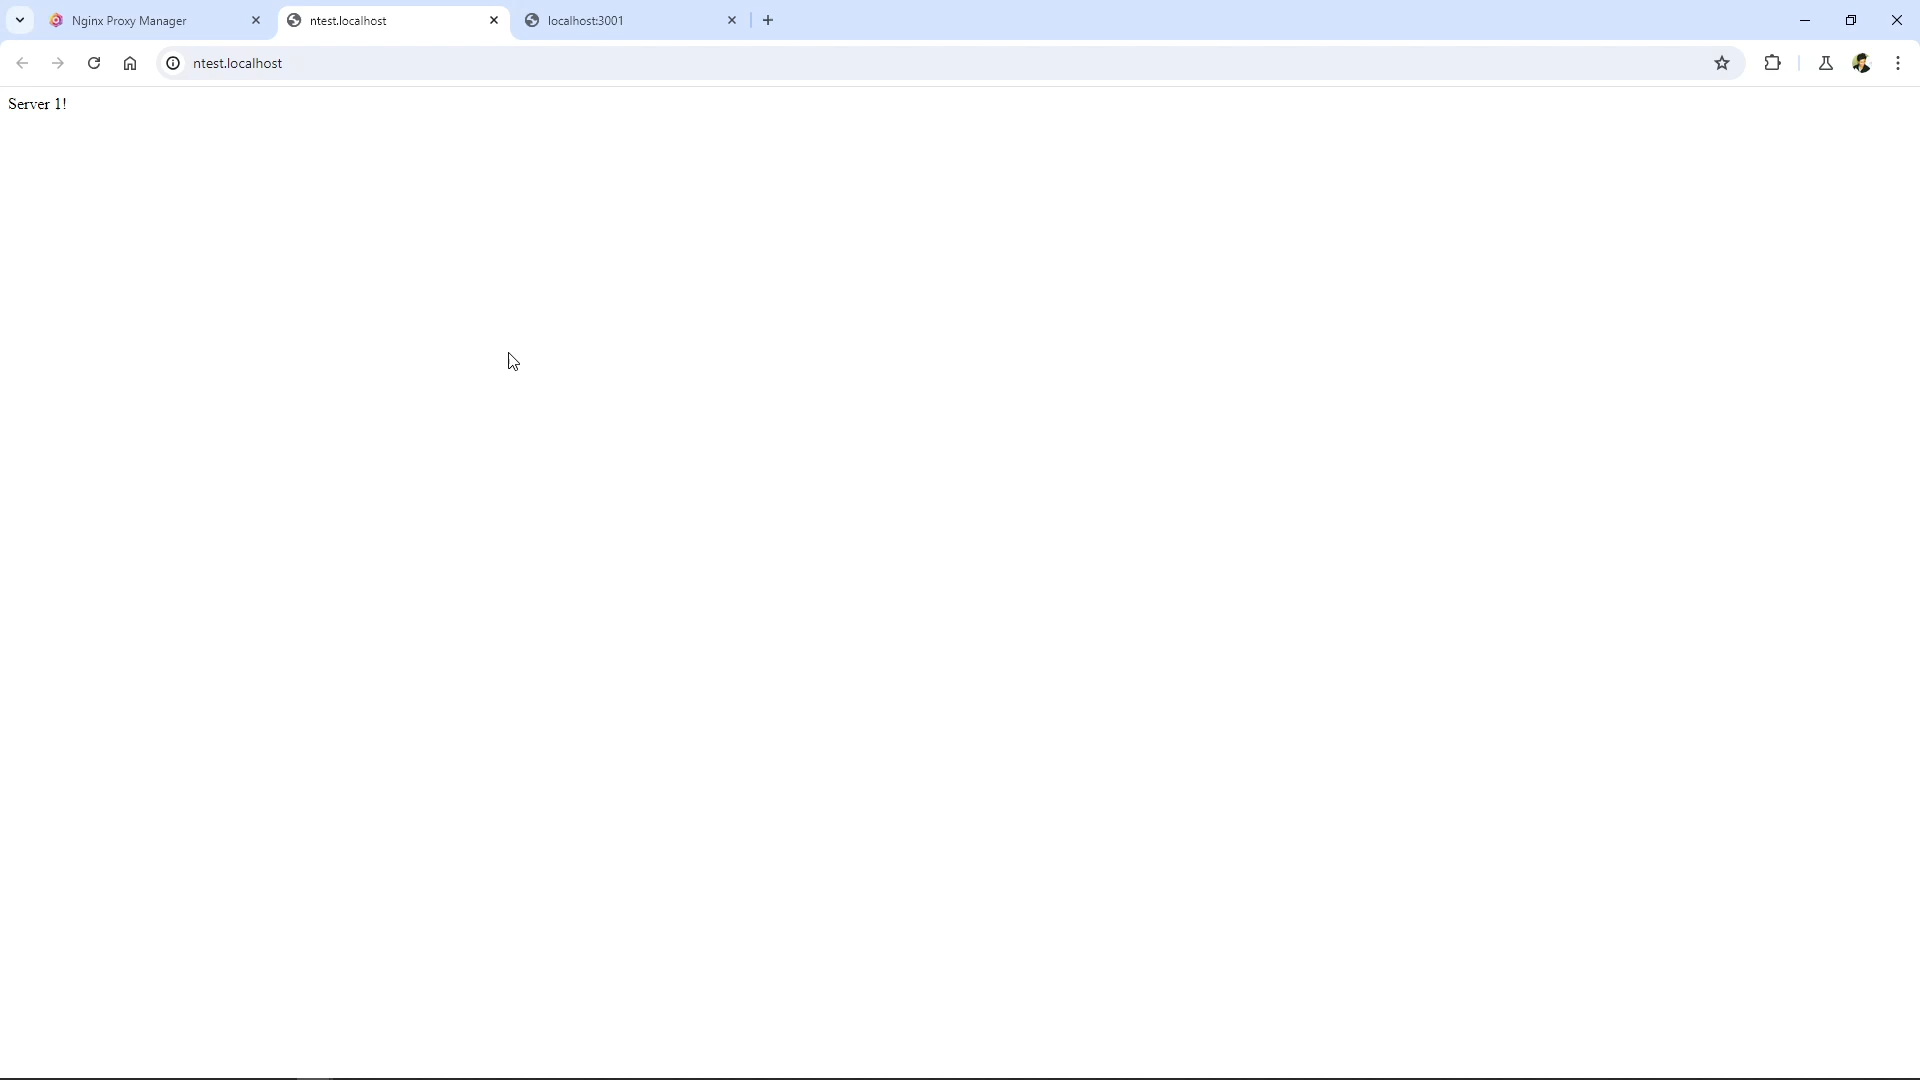 Nginx Proxy Manager
ntest.localhost
localhost:3001
ntest.localhost
Server 1!